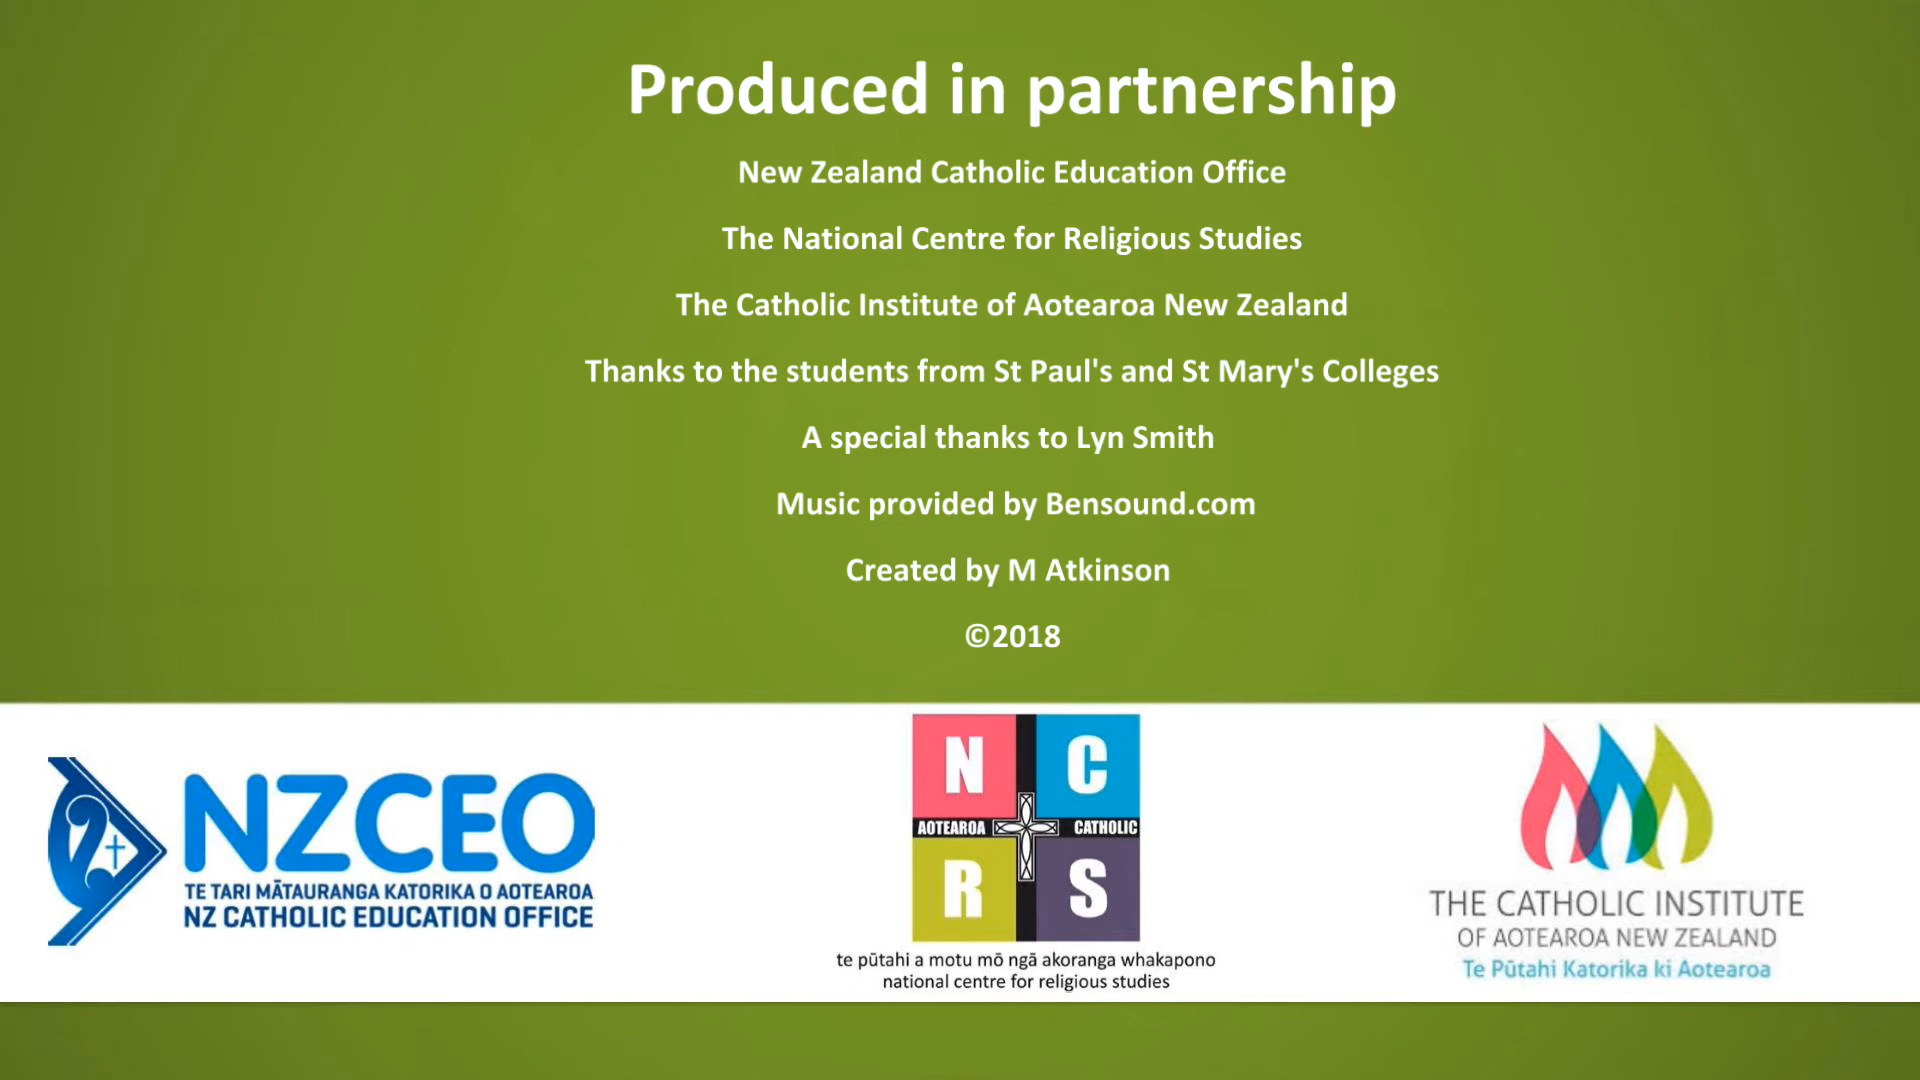 Produced in partnership
New Zealand Catholic Education Office
The National Centre for Religious Studies
The Catholic Institute of Aotearoa New Zealand
Thanks to the students from St Paul's and St Mary's Colleges
A special thanks to Lyn Smith
Music provided by Bensound.com
Created by M Atkinson
©2018
NZCEO
TE TARI MĀTAURANGA KATORIKA O AOTEAROA
NZ CATHOLIC EDUCATION OFFICE
N C
AOTEAROA CATHOLIC
R S
te pūtahi a motu mō ngā akoranga whakapono
national centre for religious studies
THE CATHOLIC INSTITUTE
OF AOTEAROA NEW ZEALAND
Te Pūtahi Katorika ki Aotearoa